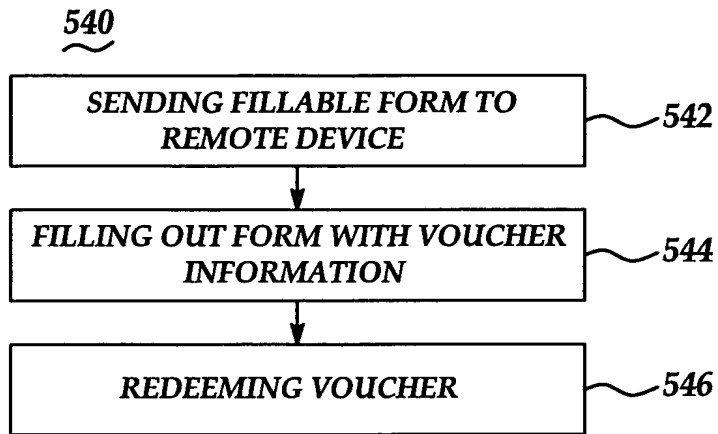 540
SENDING FILLABLE FORM TO
REMOTE DEVICE
542
FILLING OUT FORM WITH VOUCHER
INFORMATION
544
REDEEMING VOUCHER
546